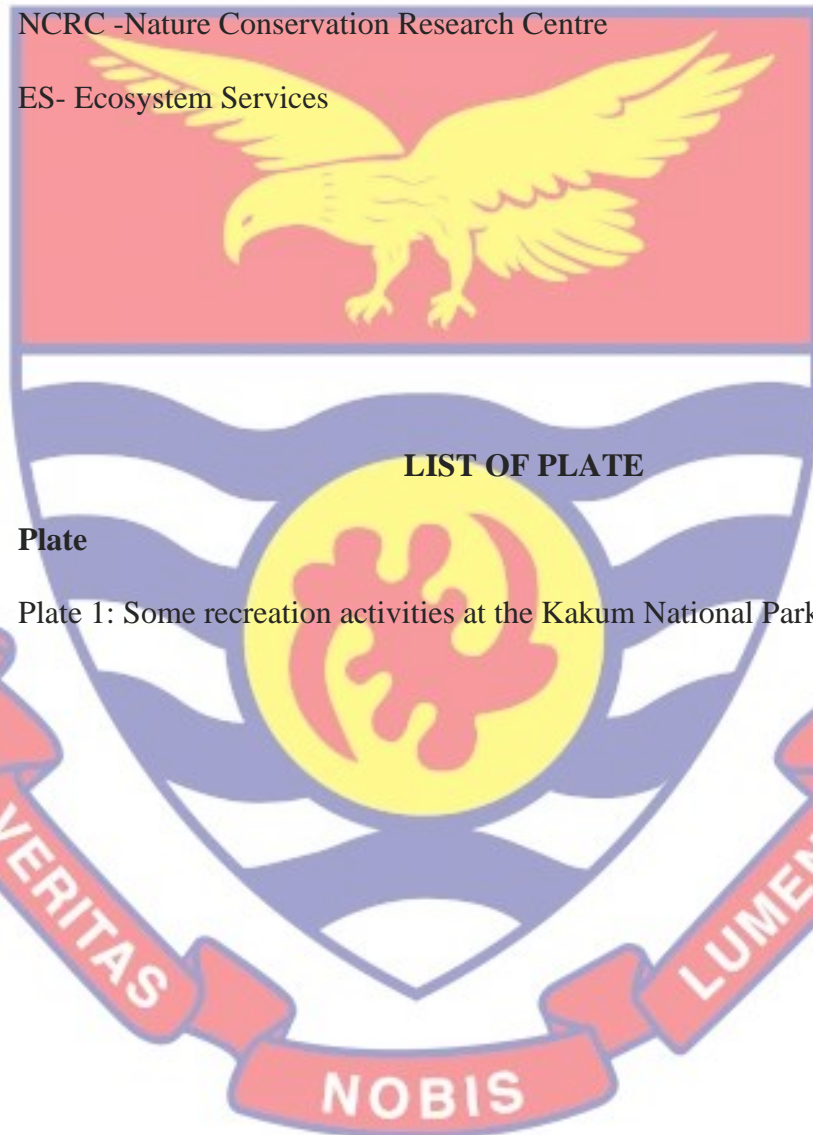 NCRC -Nature Conservation Research Centre
ES- Ecosystem Services
LIST OF PLATE
Plate
Plate 1: Some recreation activities at the Kakum National Park
VERITAS
NOBIS
LUMEN